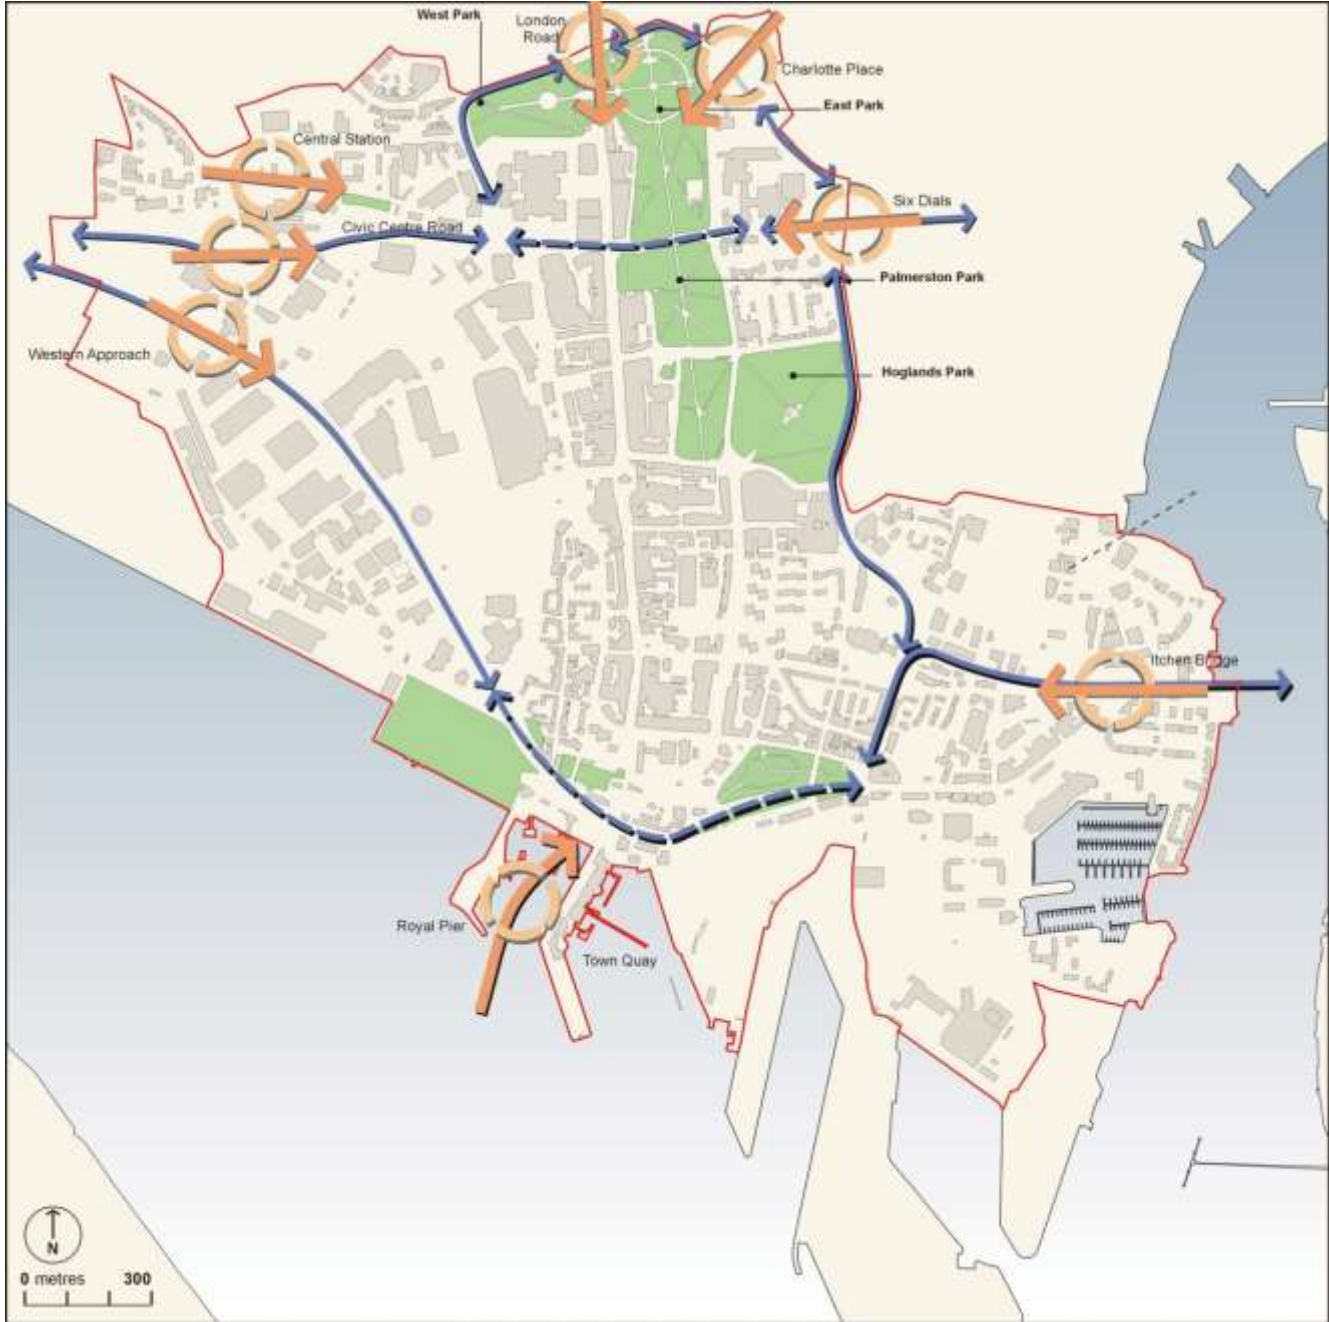 West Park
London
Road
Charlotte Place
East Park
Central Station
Six Dials
Civic Centre Road
Palmerston Park
Western Approach
Hoglands Park
Itchen Bridge
Royal Pier
Town Quay
N
0 metres 300